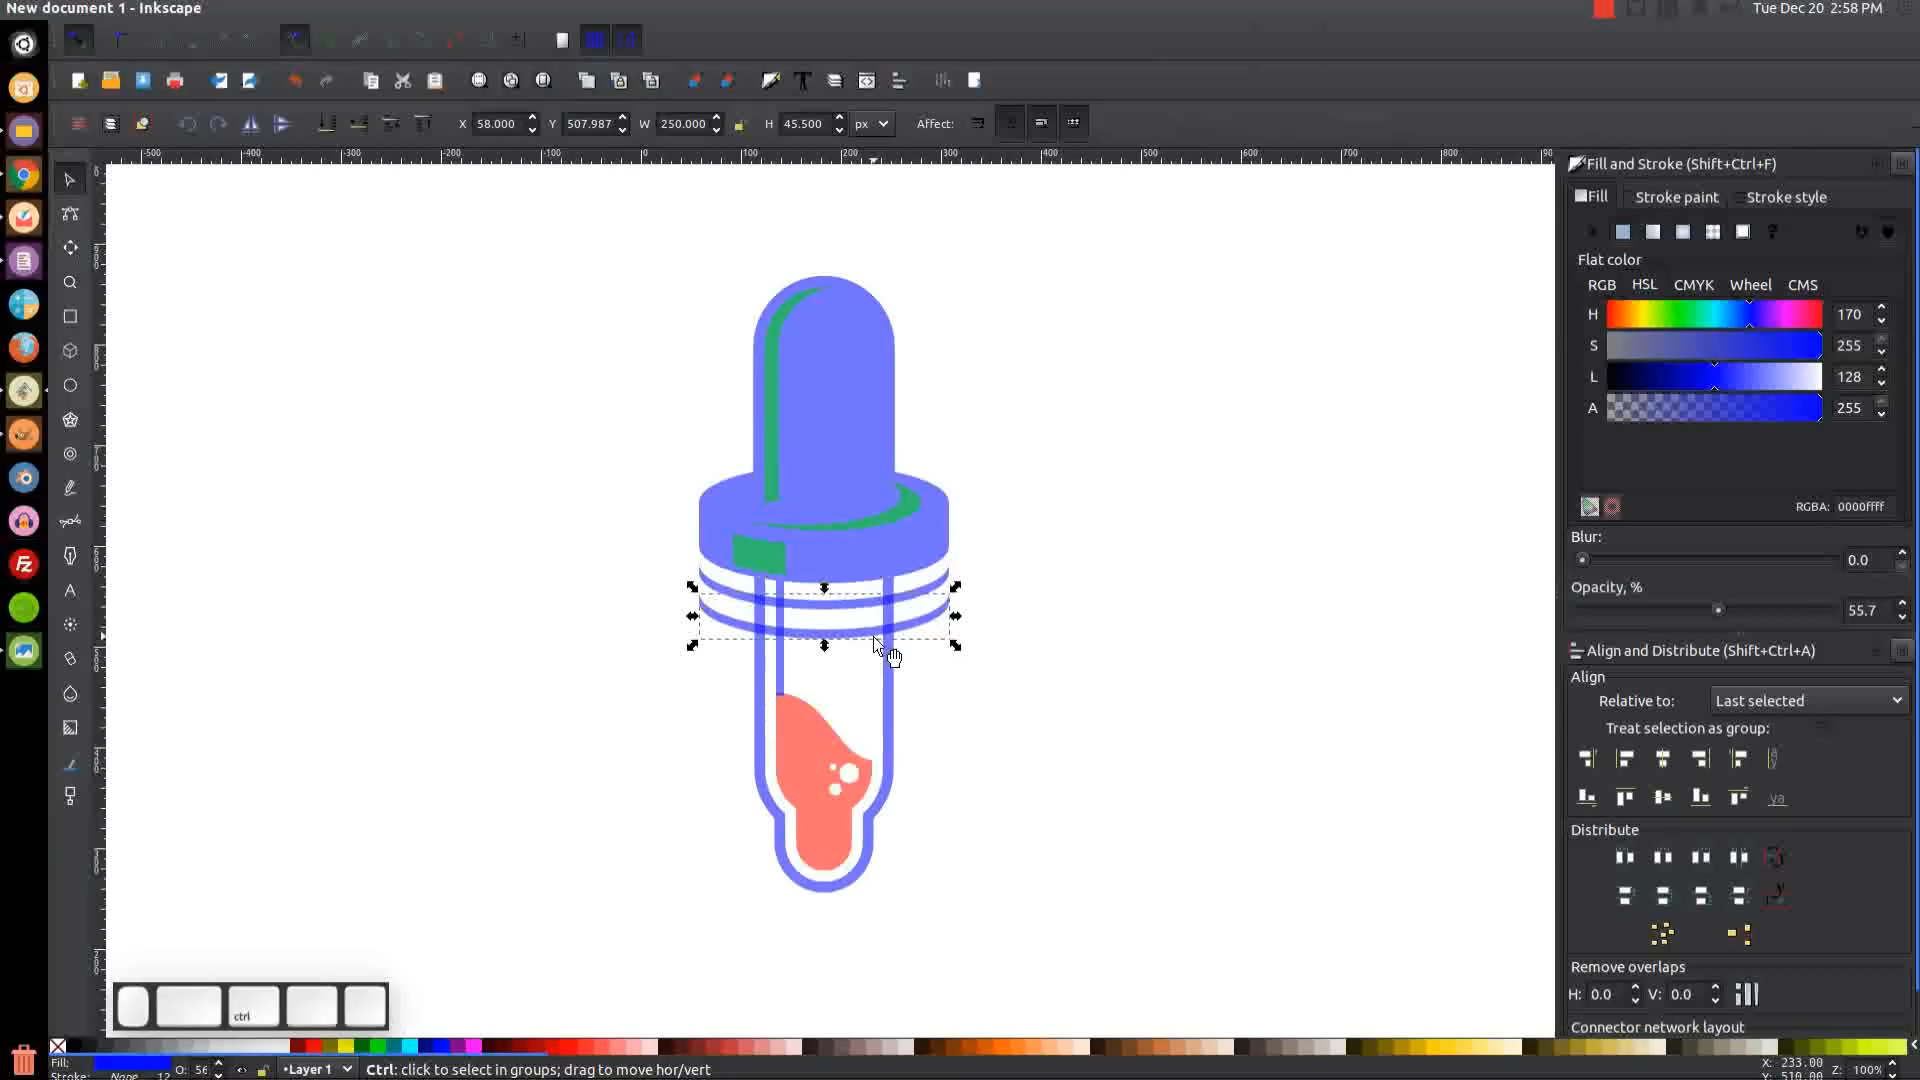 New document 1 - Inkscape
Tue Dec 20 2:58 PM
X 58.000 Y 507.987 W 250.000 H 45.500 px Affect:
-500 -400 -300 -200 -100 0 100 200 300 400 500 600 700 800 90
Fill and Stroke (Shift+Ctrl+F)
Fill Stroke paint Stroke style
Flat color
RGB HSL CMYK Wheel CMS
H 170
S 255
L 128
A 255
RGBA: 0000ffff
Blur:
0.0
Opacity, %
55.7
Align and Distribute (Shift+Ctrl+A)
Align
Relative to: Last selected
Treat selection as group:
Distribute
Remove overlaps
H: 0.0 V: 0.0
Connector network layout
ctrl
Fill:
Stroke: None 12 O: 56 Layer 1 Ctrl: click to select in groups; drag to move hor/vert
X: 233.00
Y: 510.00 Z: 100%